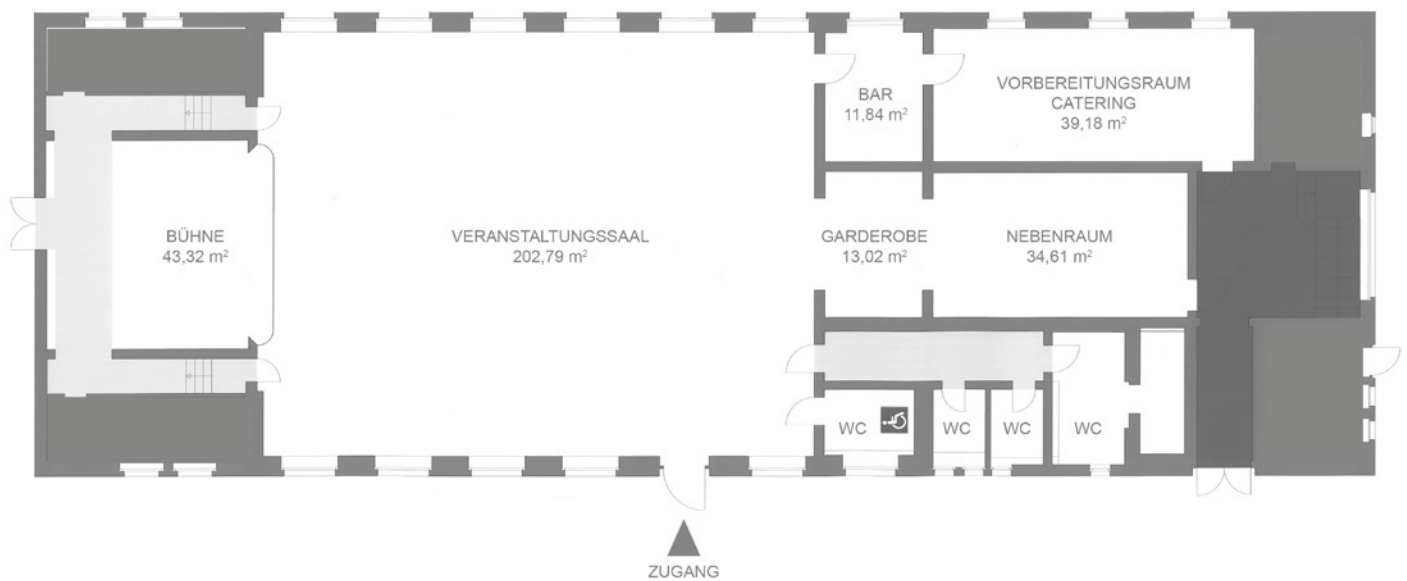 VORBEREITUNGSRAUM
CATERING
39,18 m²
BAR
11,84 m²
BÜHNE
43,32 m²
VERANSTALTUNGSSAAL
202,79 m²
GARDEROBE
13,02 m²
NEBENRAUM
34,61 m²
WC
WC
WC
WC
ZUGANG